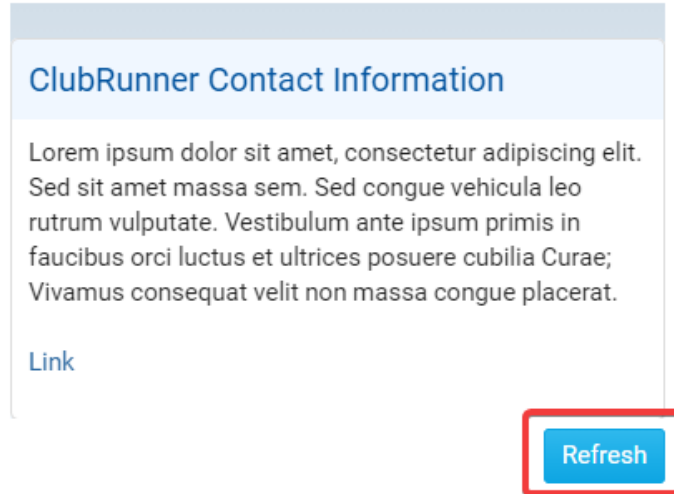 ClubRunner Contact Information
Lorem ipsum dolor sit amet, consectetur adipiscing elit.
Sed sit amet massa sem. Sed congue vehicula leo
rutrum vulputate. Vestibulum ante ipsum primis in
faucibus orci luctus et ultrices posuere cubilia Curae;
Vivamus consequat velit non massa congue placerat.
Link
Refresh